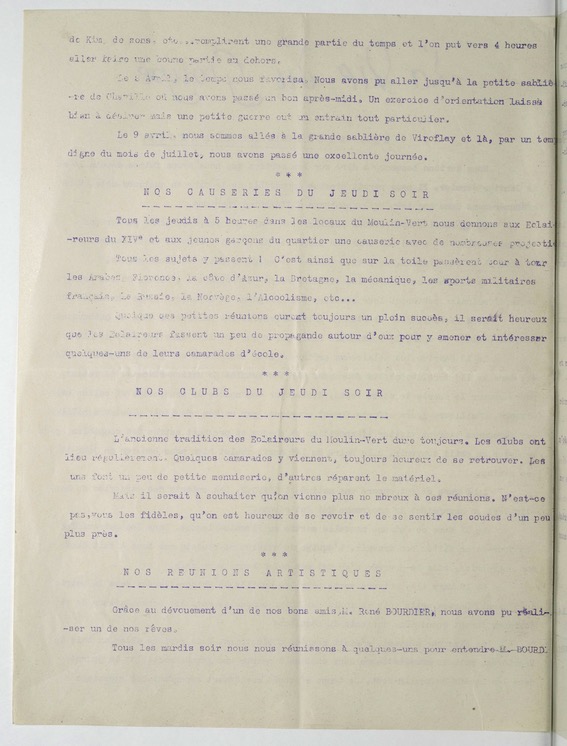 de Kim, de sons, etc...remplirent une grande partie du temps et l'on put vers 4 heures
aller faire une bonne partie au dehors.
Le 2 Avril, le temps nous favorisa. Nous avons pu aller jusqu'à la petite sabliè
-re de où nous avons passé un bon après-midi. Un exercice d'orientation laissa
bien à désirer mais une petite guerre eut un entrain tout particulier.
Le 9 avril, nous sommes allés à la grande sablière de Viroflay et là, par un tem
digne du mois de juillet, nous avons passé une excellente journée.
* * *
NOS CAUSERIES DU JEUDI SOIR
Tous les jeudis à 5 heures dans les locaux du Moulin-Vert nous donnons aux Eclai
-reurs du XIV° et aux jeunes garçons du quartier une causerie avec de nombreuses projecti
Tous les sujets y passent ! C'est ainsi que sur la toile passèrent tour à tour
les Arabes, Florence, la côte d'Azur, la Bretagne, la mécanique, les sports militaires
français, la Russie, la Norvège, l'Alcoolisme, etc...
Quoique ces petites réunions eurent toujours un plein succès, il serait heureux
que les Eclaireurs fassent un peu de propagande autour d'eux pour y amener et intéresser
quelques-uns de leurs camarades d'école.
* * *
NOS CLUBS DU JEUDI SOIR
L'ancienne tradition des Eclaireurs du Moulin-Vert dure toujours. Les clubs ont
lieu régulièrement. Quelques camarades y viennent, toujours heureux de se retrouver. Les
uns font un peu de petite menuiserie, d'autres réparent le matériel.
Mais il serait à souhaiter qu'on vienne plus no mbreux à ces réunions. N'est-ce
pas,vous les fidèles, qu'on est heureux de se revoir et de se sentir les coudes d'un peu
plus près.
* * *
NOS REUNIONS ARTISTIQUES
Grâce au dévouement d'un de nos bons amis,M. René BOURDIER, nous avons pu réali-
-ser un de nos rêves.
Tous les mardis soir nous nous réunissons à quelques-uns pour entendre M. BOURDI